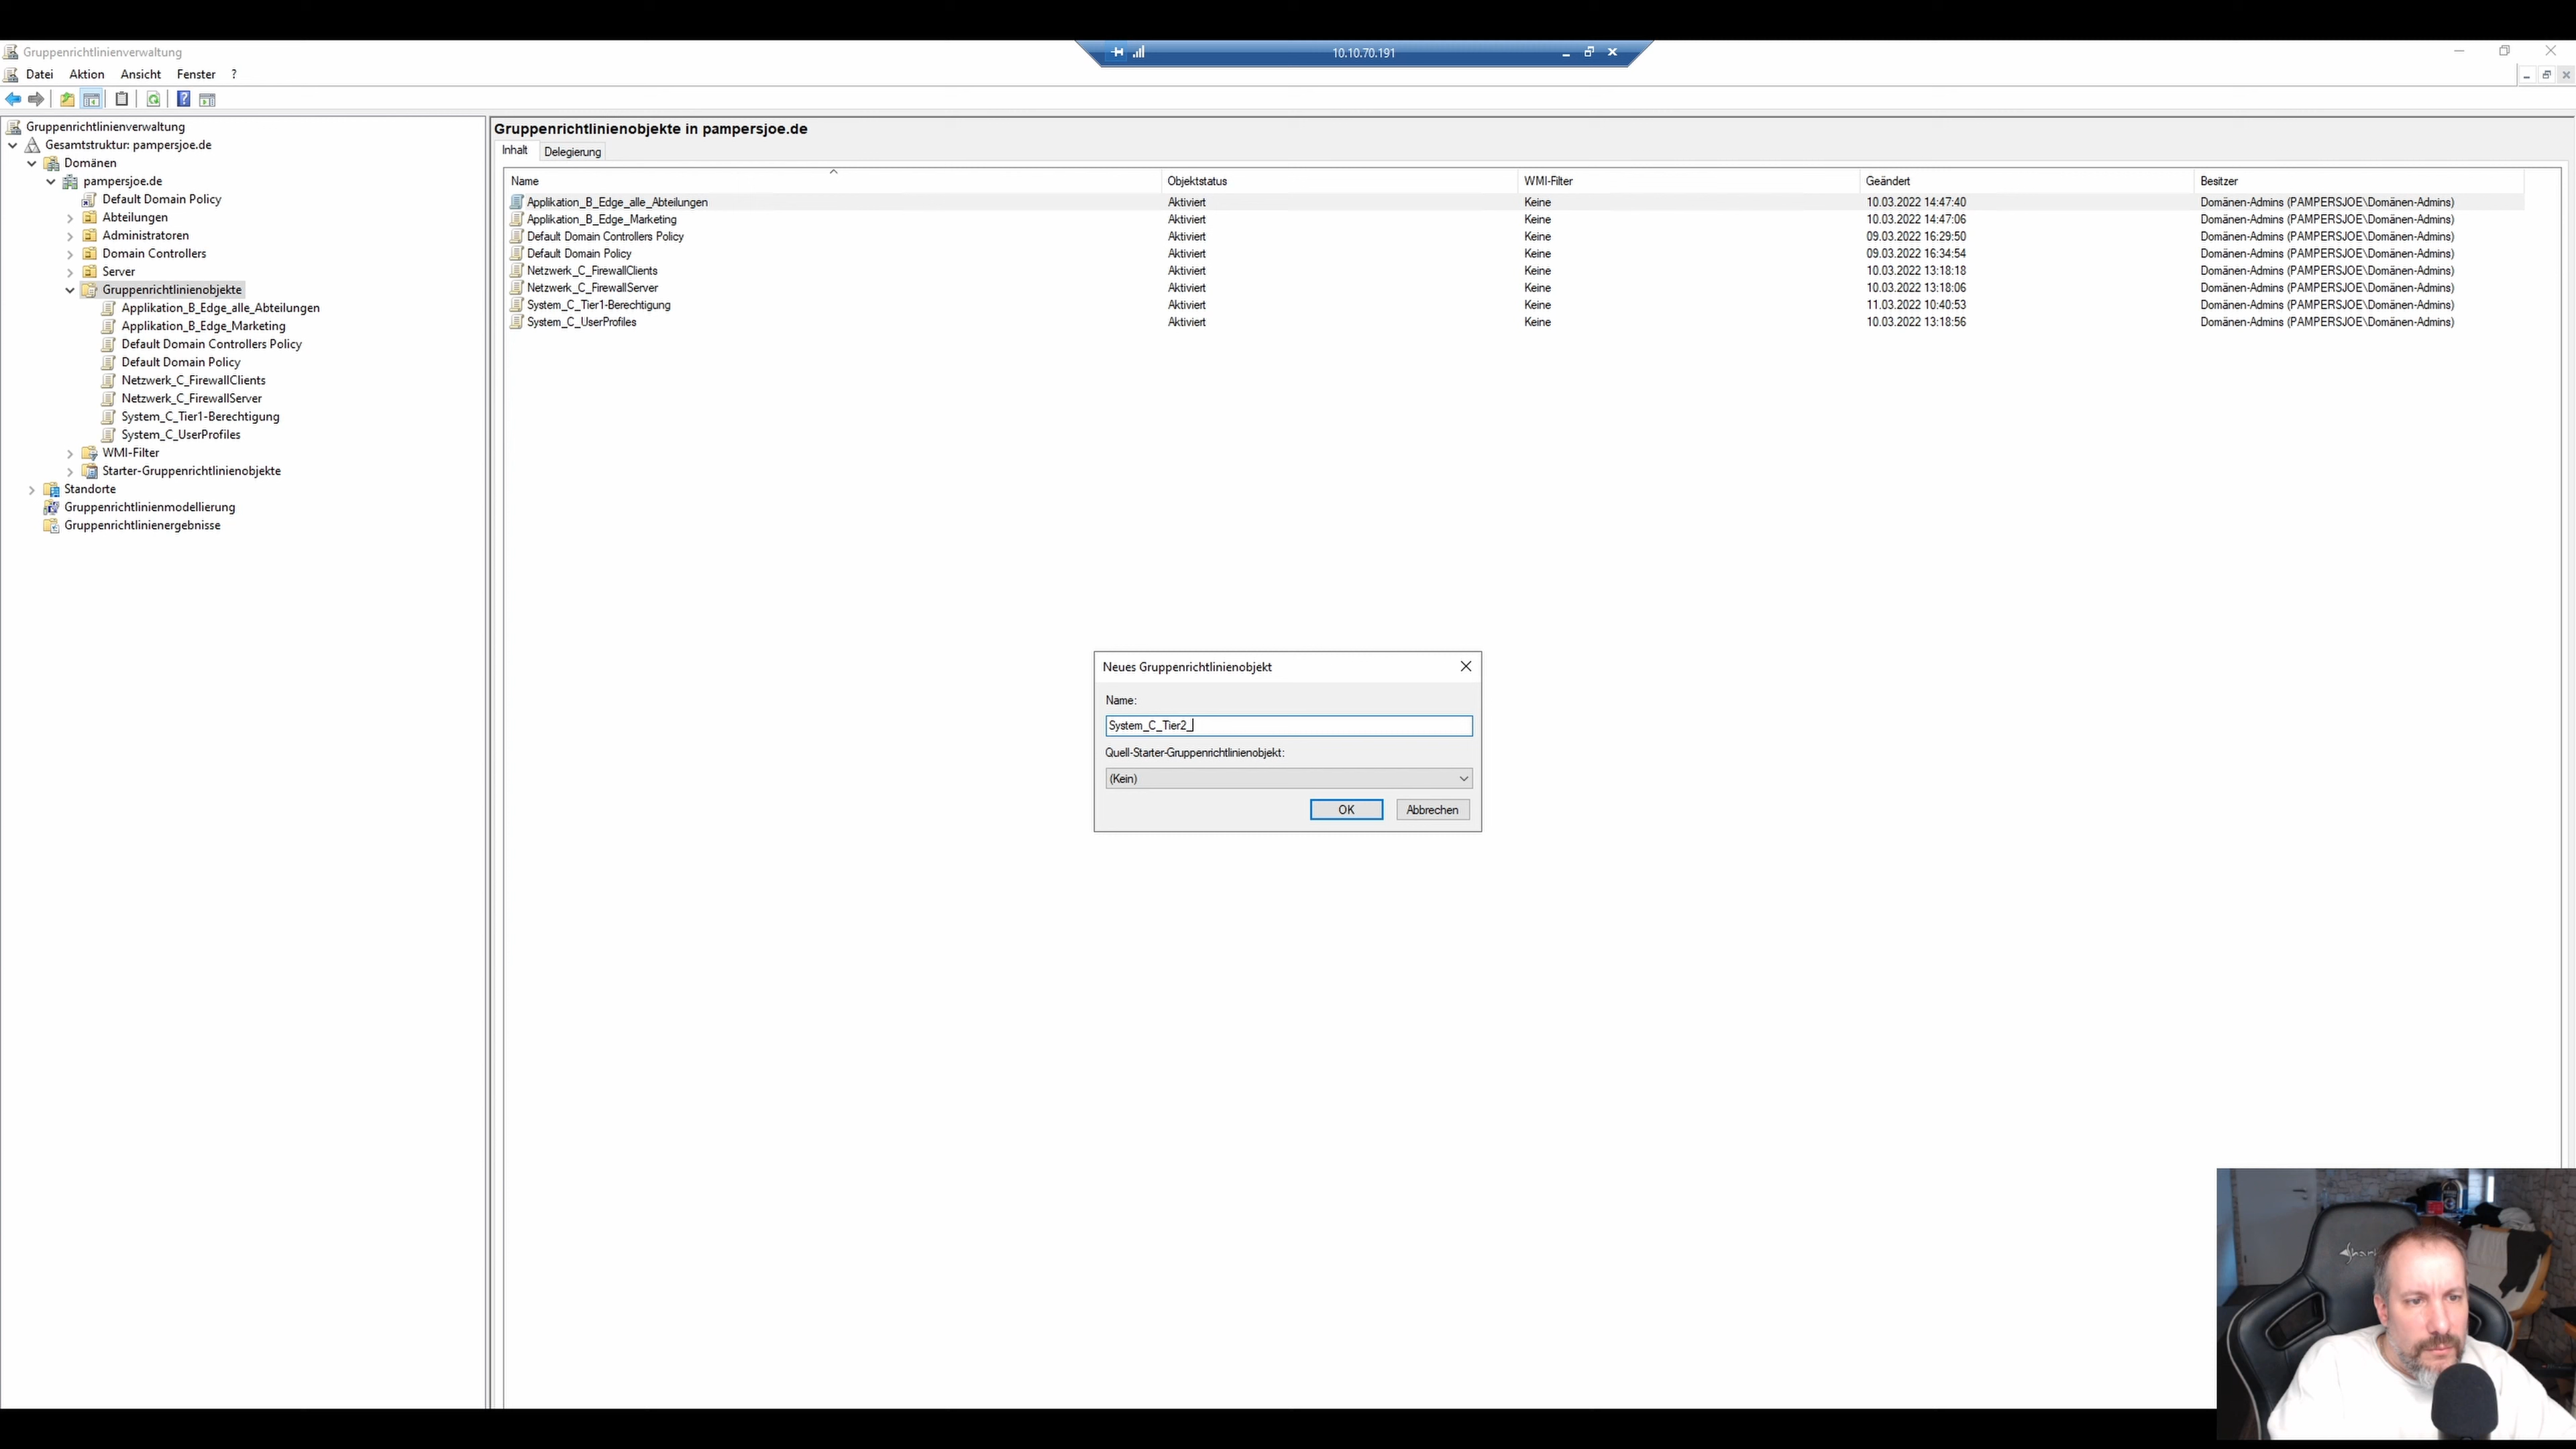 Gruppenrichtlinienverwaltung
10.10.70.191
Datei Aktion Ansicht Fenster ?
Gruppenrichtlinienverwaltung
Gesamtstruktur: pampersjoe.de
Domänen
pampersjoe.de
Default Domain Policy
Abteilungen
Administratoren
Domain Controllers
Server
Gruppenrichtlinienobjekte
Applikation_B_Edge_alle_Abteilungen
Applikation_B_Edge_Marketing
Default Domain Controllers Policy
Default Domain Policy
Netzwerk_C_FirewallClients
Netzwerk_C_FirewallServer
System_C_Tier1-Berechtigung
System_C_UserProfiles
WMI-Filter
Starter-Gruppenrichtlinienobjekte
Standorte
Gruppenrichtlinienmodellierung
Gruppenrichtlinienergebnisse
Gruppenrichtlinienobjekte in pampersjoe.de
Inhalt Delegierung
Name Objektstatus WMI-Filter Geändert Besitzer
Applikation_B_Edge_alle_Abteilungen Aktiviert Keine 10.03.2022 14:47:40 Domänen-Admins (PAMPERSJOE\Domänen-Admins)
Applikation_B_Edge_Marketing Aktiviert Keine 10.03.2022 14:47:06 Domänen-Admins (PAMPERSJOE\Domänen-Admins)
Default Domain Controllers Policy Aktiviert Keine 09.03.2022 16:29:50 Domänen-Admins (PAMPERSJOE\Domänen-Admins)
Default Domain Policy Aktiviert Keine 09.03.2022 16:34:54 Domänen-Admins (PAMPERSJOE\Domänen-Admins)
Netzwerk_C_FirewallClients Aktiviert Keine 10.03.2022 13:18:18 Domänen-Admins (PAMPERSJOE\Domänen-Admins)
Netzwerk_C_FirewallServer Aktiviert Keine 10.03.2022 13:18:06 Domänen-Admins (PAMPERSJOE\Domänen-Admins)
System_C_Tier1-Berechtigung Aktiviert Keine 11.03.2022 10:40:53 Domänen-Admins (PAMPERSJOE\Domänen-Admins)
System_C_UserProfiles Aktiviert Keine 10.03.2022 13:18:56 Domänen-Admins (PAMPERSJOE\Domänen-Admins)
Neues Gruppenrichtlinienobjekt
Name:
System_C_Tier2_
Quell-Starter-Gruppenrichtlinienobjekt:
(Kein)
OK Abbrechen